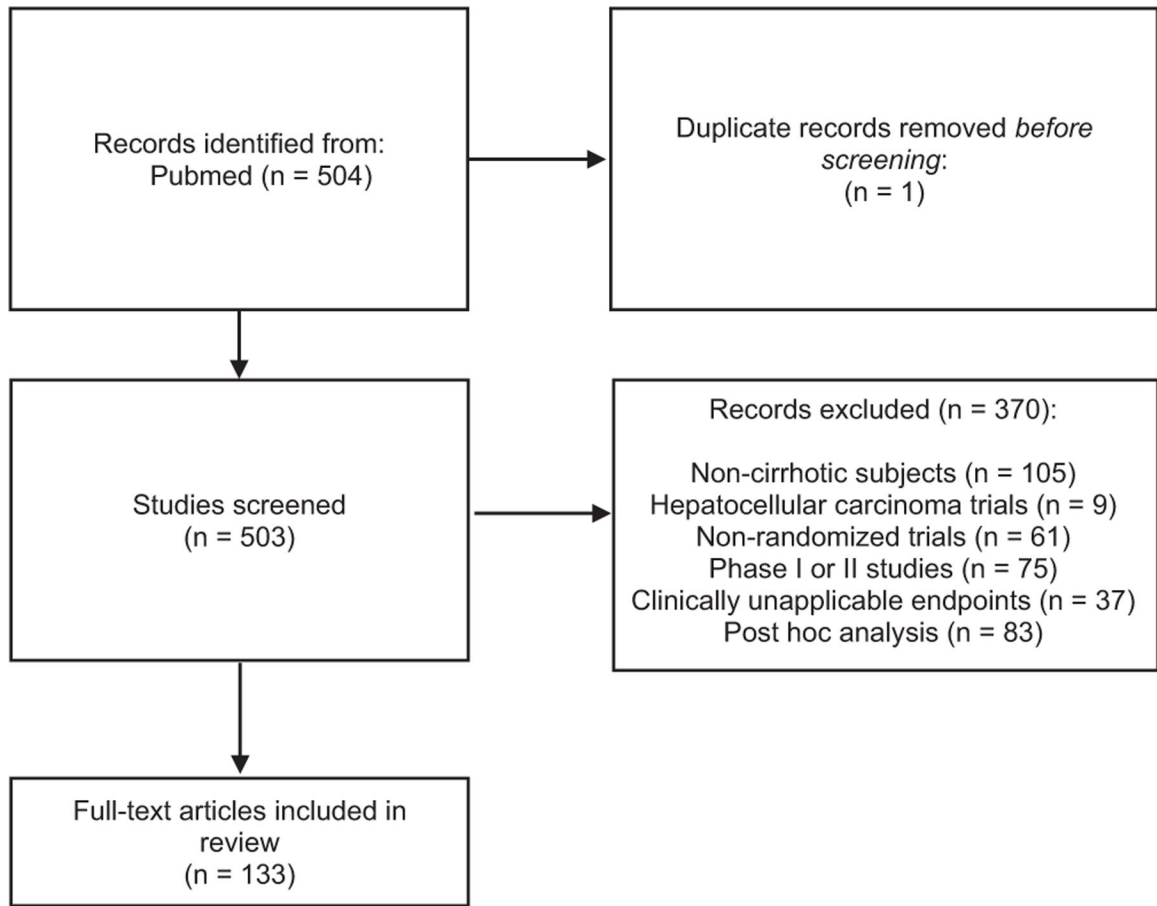 Records identified from:
Pubmed (n = 504)
Duplicate records removed before
screening:
(n = 1)
Studies screened
(n = 503)
Records excluded (n = 370):
Non-cirrhotic subjects (n = 105)
Hepatocellular carcinoma trials (n = 9)
Non-randomized trials (n = 61)
Phase I or II studies (n = 75)
Clinically unapplicable endpoints (n = 37)
Post hoc analysis (n = 83)
Full-text articles included in
review
(n = 133)